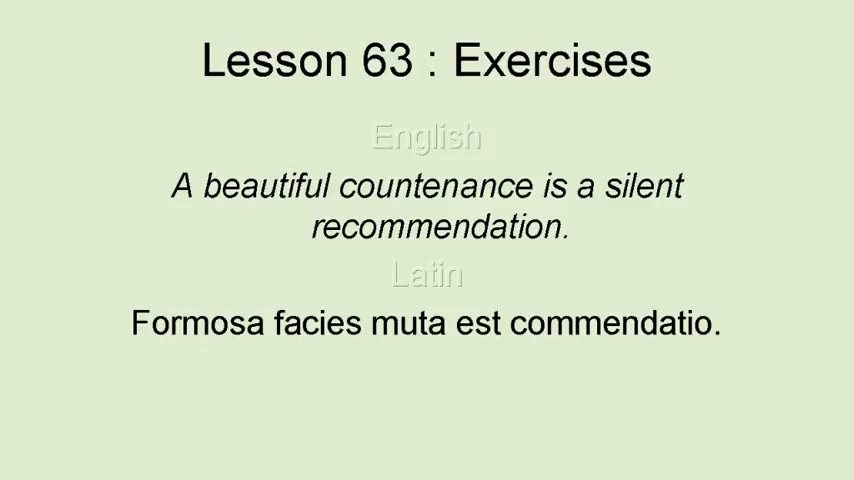 Lesson 63 : Exercises
English
A beautiful countenance is a silent
recommendation.
Latin
Formosa facies muta est commendatio.